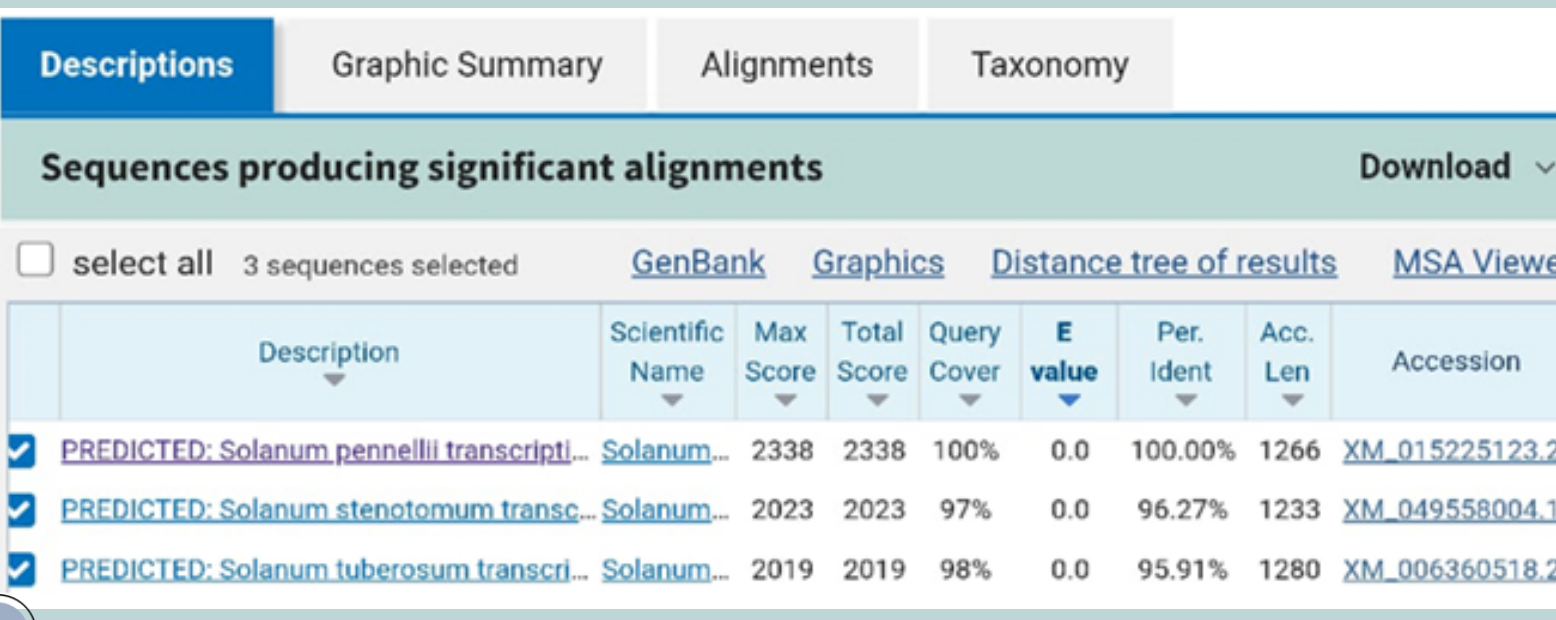 Descriptions Graphic Summary Alignments Taxonomy
Sequences producing significant alignments Download
select all 3 sequences selected GenBank Graphics Distance tree of results MSA Viewe
Description Scientific Name Max Score Total Score Query Cover E value Per. Ident Acc. Len Accession
PREDICTED: Solanum pennellii transcripti... Solanum... 2338 2338 100% 0.0 100.00% 1266 XM_015225123.2
PREDICTED: Solanum stenotomum transc... Solanum... 2023 2023 97% 0.0 96.27% 1233 XM_049558004.1
PREDICTED: Solanum tuberosum transcri... Solanum... 2019 2019 98% 0.0 95.91% 1280 XM_006360518.2